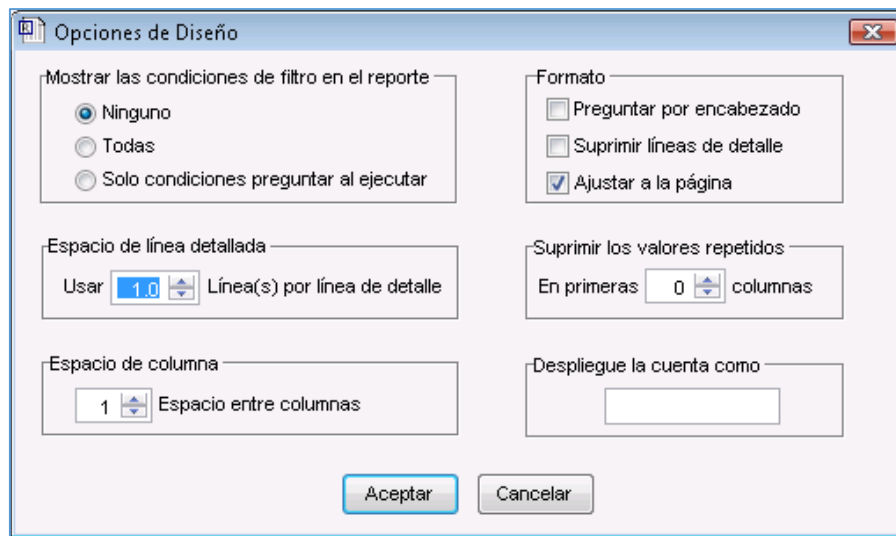 Opciones de Diseño
Mostrar las condiciones de filtro en el reporte
Ninguno
Todas
Solo condiciones preguntar al ejecutar
Formato
Preguntar por encabezado
Suprimir líneas de detalle
Ajustar a la página
Espacio de línea detallada
Usar 1.0 Línea(s) por línea de detalle
Suprimir los valores repetidos
En primeras 0 columnas
Espacio de columna
1 Espacio entre columnas
Despliegue la cuenta como
Aceptar Cancelar